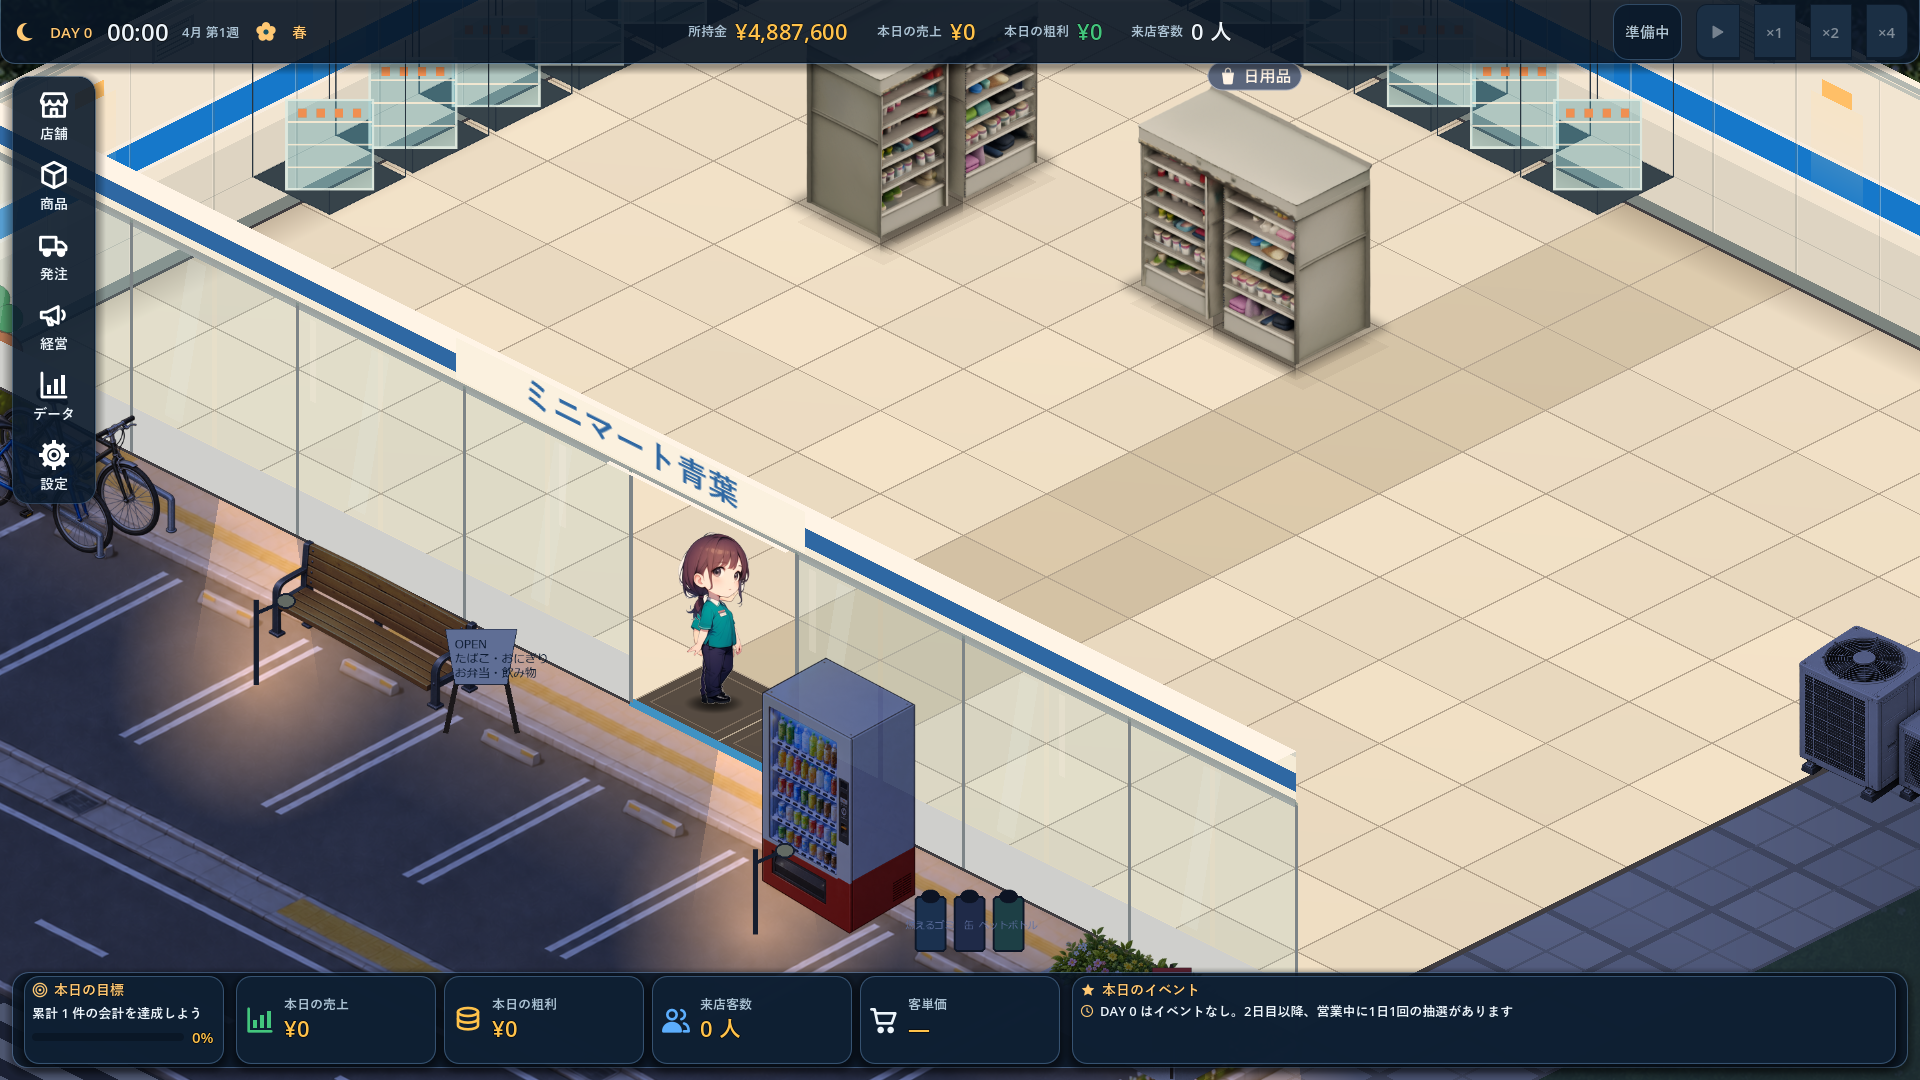 DAY 0 00:00 4月 第1週 春
所持金 ¥4,887,600 本日の売上 ¥0 本日の粗利 ¥0 来店客数 0 人
準備中 ×1 ×2 ×4
日用品
店舗
商品
発注
経営
データ
設定
ミニマート青葉
OPEN
たばこ・おにぎり
お弁当・飲み物
缶
ペットボトル
本日の目標
累計 1 件の会計を達成しよう
0%
本日の売上
¥0
本日の粗利
¥0
来店客数
0 人
客単価
—
本日のイベント
DAY 0 はイベントなし。2日目以降、営業中に1日1回の抽選があります